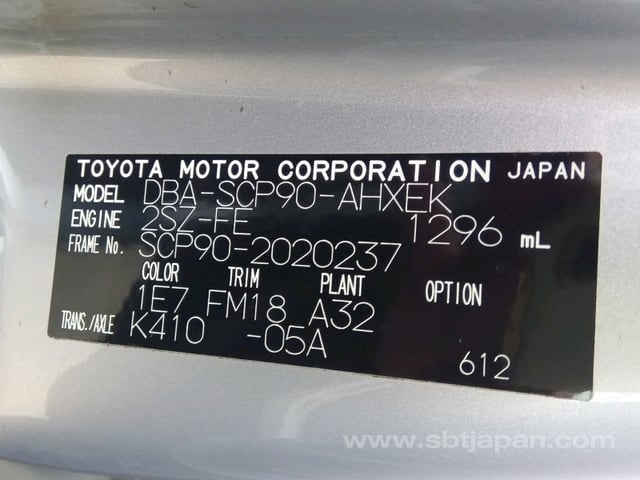 TOYOTA MOTOR CORPORATION JAPAN
MODEL DBA-SCP90-AHXEK
ENGINE 2SZ-FE 1296 mL
FRAME No. SCP90-2020237
COLOR TRIM PLANT OPTION
1E7 FM18 A32
TRANS./AXLE K410 -05A
612
www.sbtjapan.com